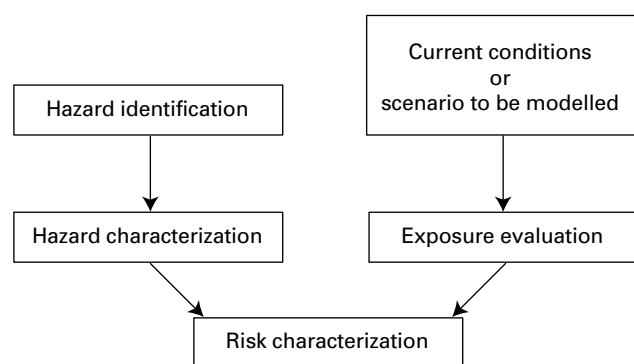 Current conditions
or
scenario to be modelled
Hazard identification
Hazard characterization
Exposure evaluation
Risk characterization